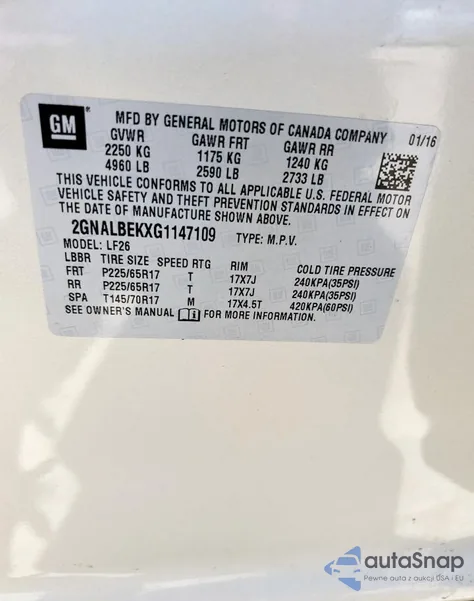 GM ®
MFD BY GENERAL MOTORS OF CANADA COMPANY 01/16
GVWR GAWR FRT GAWR RR
2250 KG 1175 KG 1240 KG
4960 LB 2590 LB 2733 LB
THIS VEHICLE CONFORMS TO ALL APPLICABLE U.S. FEDERAL MOTOR
VEHICLE SAFETY AND THEFT PREVENTION STANDARDS IN EFFECT ON
THE DATE OF MANUFACTURE SHOWN ABOVE.
2GNALBEKXG1147109 TYPE: M.P.V.
MODEL: LF26
LBBR TIRE SIZE SPEED RTG RIM COLD TIRE PRESSURE
FRT P225/65R17 T 17X7J 240KPA(35PSI)
RR P225/65R17 T 17X7J 240KPA(35PSI)
SPA T145/70R17 M 17X4.5T 420KPA(60PSI)
SEE OWNER'S MANUAL FOR MORE INFORMATION.
autaSnap
Pewne auta z aukcji USA i EU